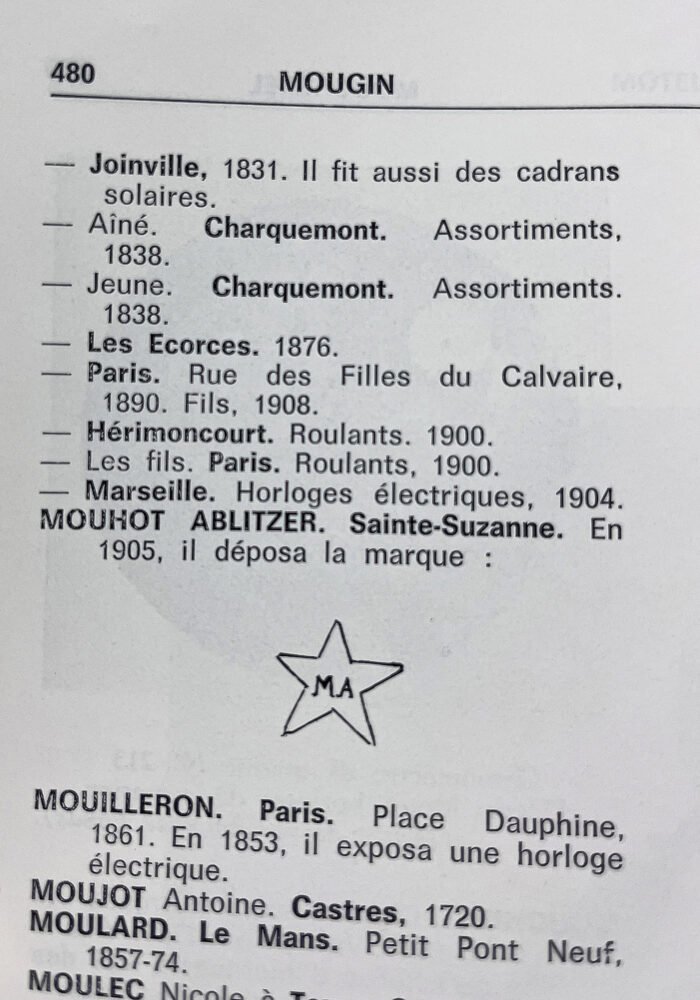 480 MOUGIN
— Joinville, 1831. Il fit aussi des cadrans
solaires.
— Aîné. Charquemont. Assortiments,
1838.
— Jeune. Charquemont. Assortiments.
1838.
— Les Ecorces. 1876.
— Paris. Rue des Filles du Calvaire,
1890. Fils, 1908.
— Hérimoncourt. Roulants. 1900.
— Les fils. Paris. Roulants, 1900.
— Marseille. Horloges électriques, 1904.
MOUHOT ABLITZER. Sainte-Suzanne. En
1905, il déposa la marque :
MA
MOUILLERON. Paris. Place Dauphine,
1861. En 1853, il exposa une horloge
électrique.
MOUJOT Antoine. Castres, 1720.
MOULARD. Le Mans. Petit Pont Neuf,
1857-74.
MOULEC Nicole à